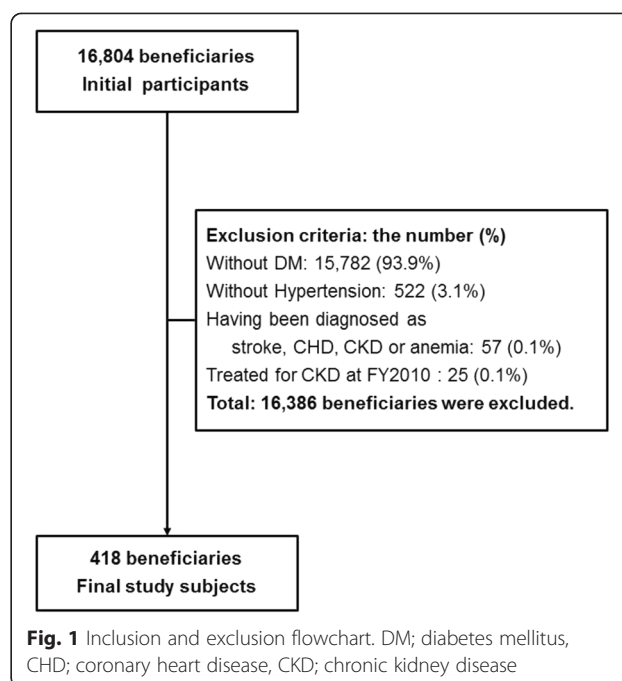 16,804 beneficiaries
Initial participants
Exclusion criteria: the number (%)
Without DM: 15,782 (93.9%)
Without Hypertension: 522 (3.1%)
Having been diagnosed as
stroke, CHD, CKD or anemia: 57 (0.1%)
Treated for CKD at FY2010 : 25 (0.1%)
Total: 16,386 beneficiaries were excluded.
418 beneficiaries
Final study subjects
Fig. 1 Inclusion and exclusion flowchart. DM; diabetes mellitus,
CHD; coronary heart disease, CKD; chronic kidney disease